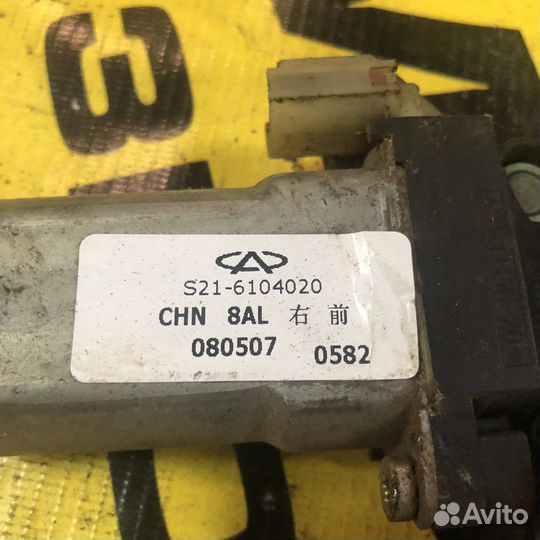 S21-6104020
CHN 8AL 右 前
080507 0582
Avito